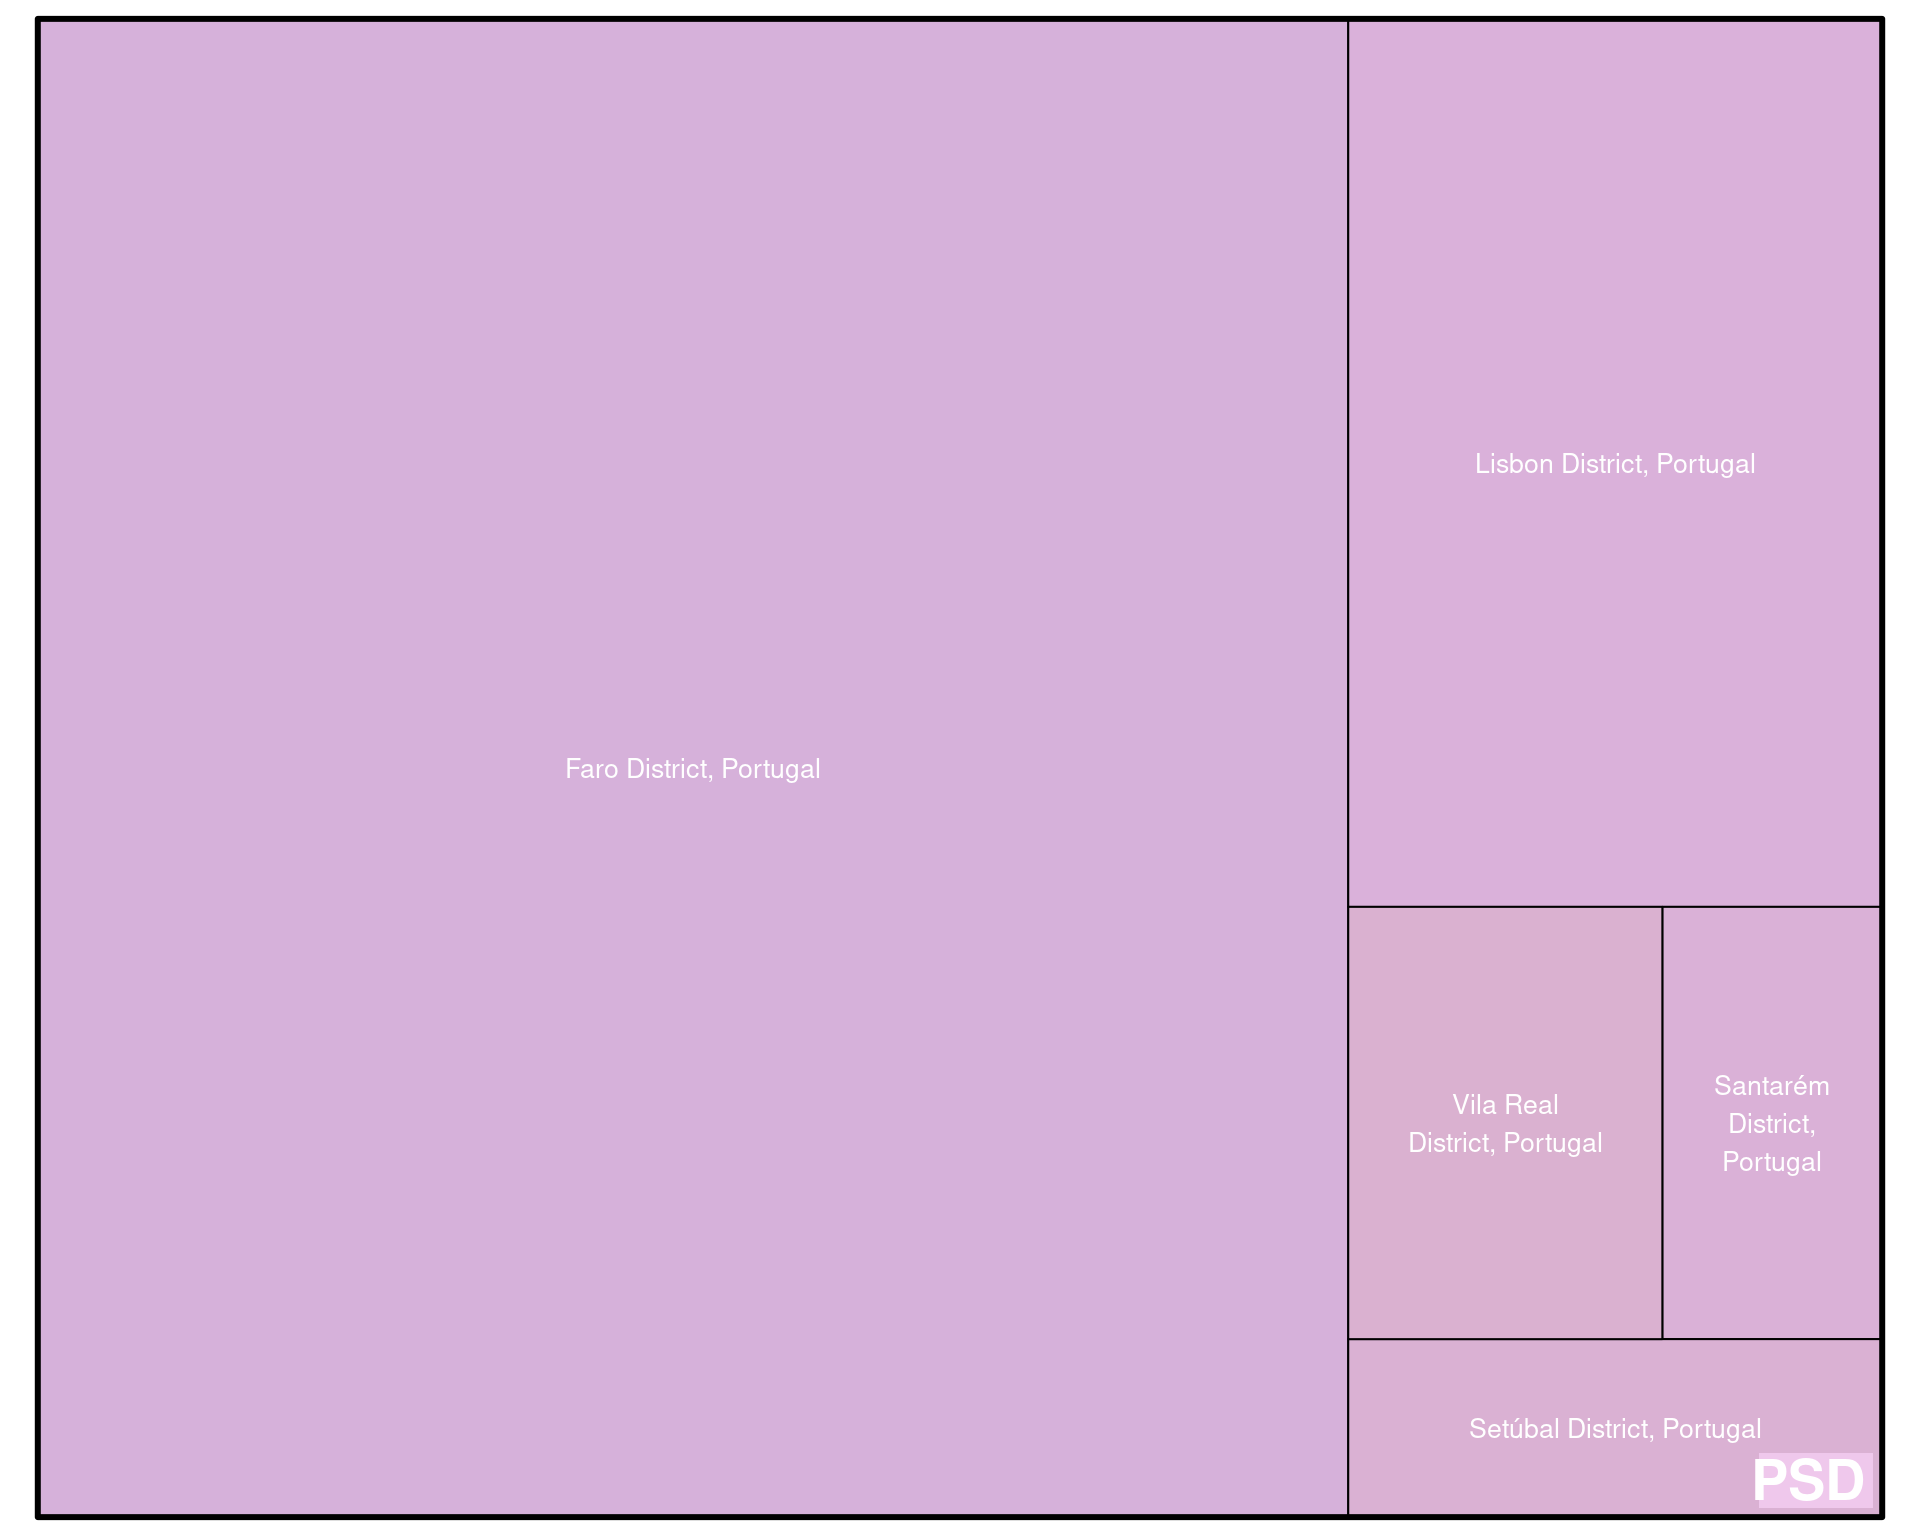 Faro District, Portugal
Lisbon District, Portugal
Vila Real
District, Portugal
Santarém
District,
Portugal
Setúbal District, Portugal
PSD